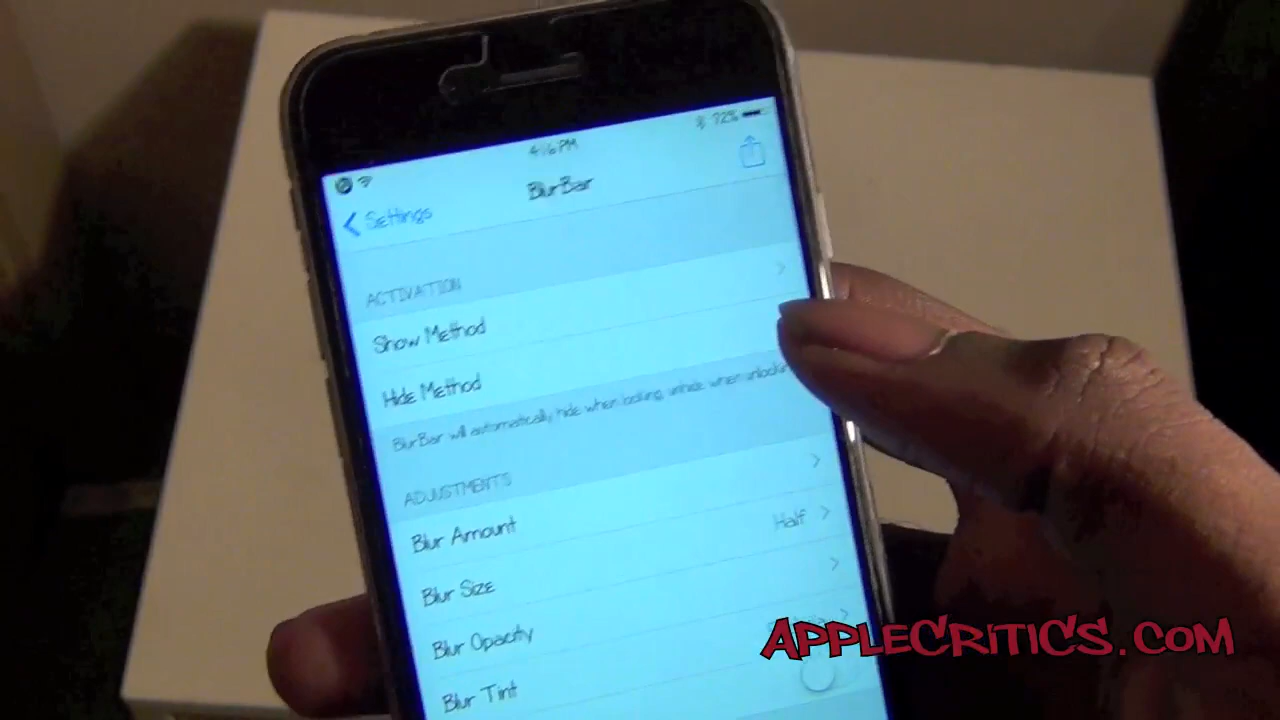 72%
4:16 PM
BlurBar
Settings
ACTIVATION
Show Method
Hide Method
BlurBar will automatically hide when locking, unhide when
ADJUSTMENTS
Blur Amount
Half
Blur Size
Blur Opacity
Blur Tint
APPLECRITICS.COM